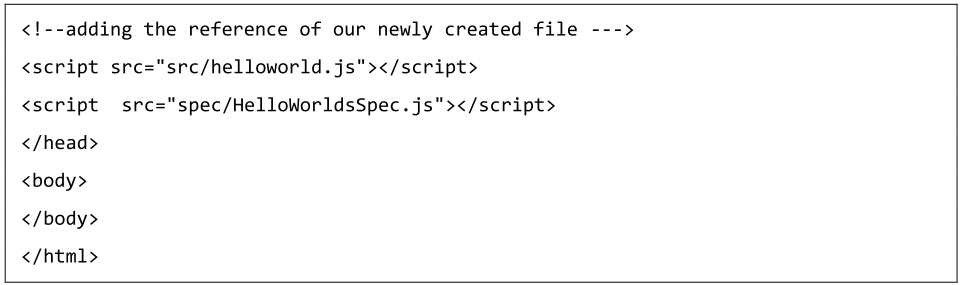 <!--adding the reference of our newly created file --->
<script src="src/helloworld.js"></script>
<script  src="spec/HelloWorldsSpec.js"></script>
</head>
<body>
</body>
</html>